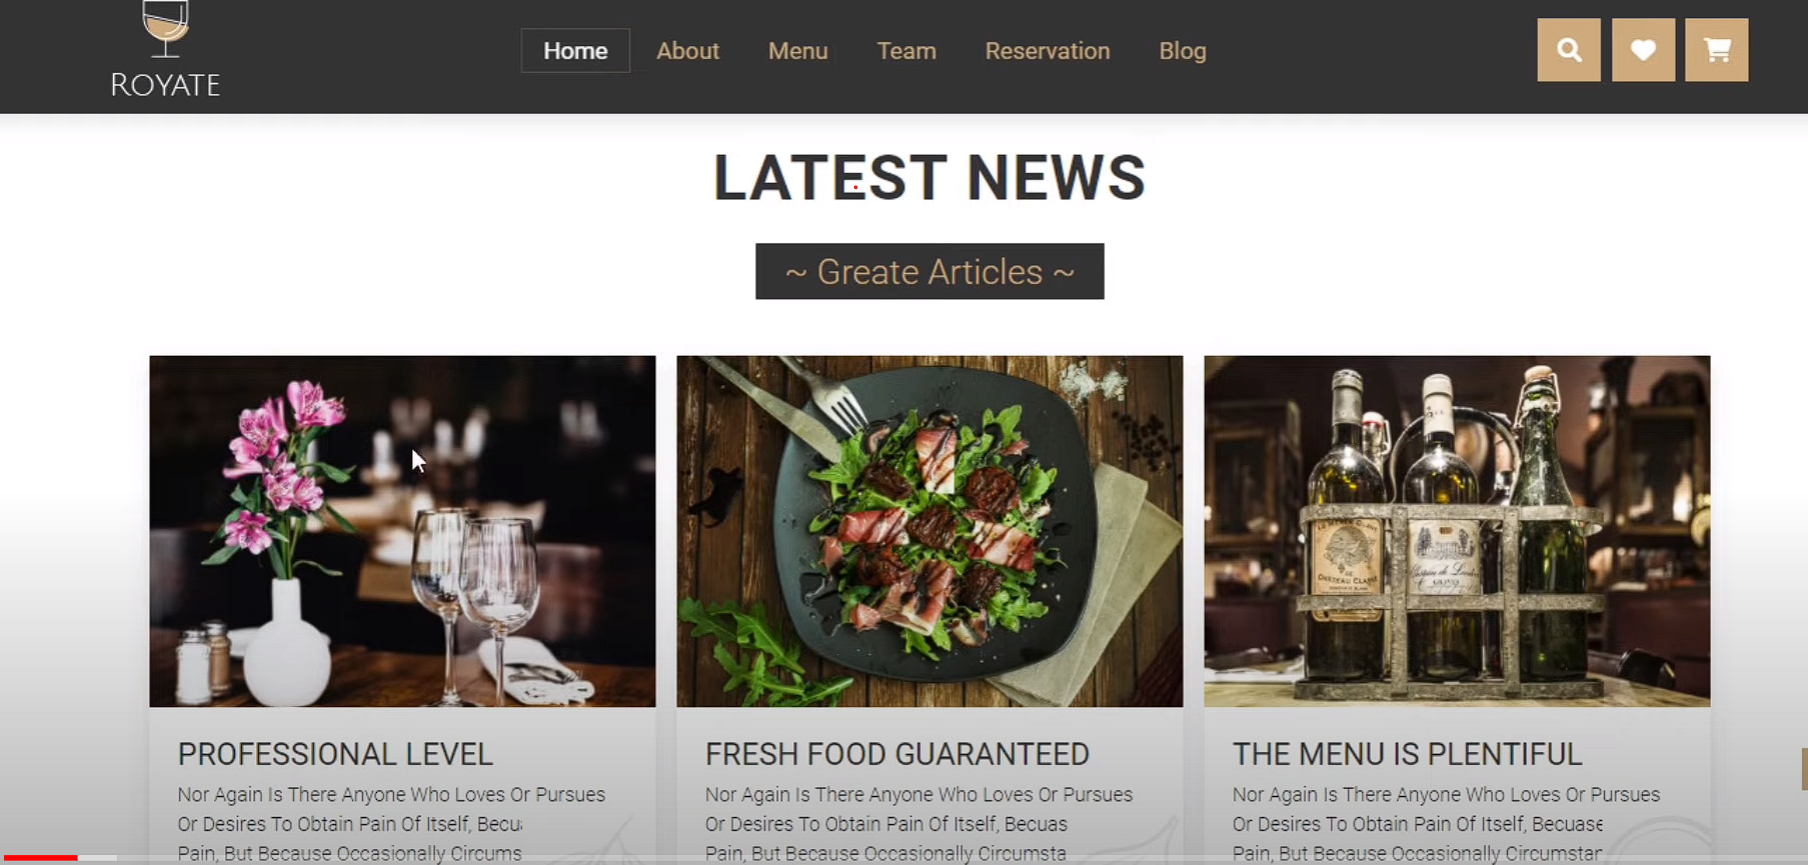 ROYATE
Home About Menu Team Reservation Blog
LATEST NEWS
~ Greate Articles ~
PROFESSIONAL LEVEL
Nor Again Is There Anyone Who Loves Or Pursues
Or Desires To Obtain Pain Of Itself,
Pain, But Because Occasionally Circums
FRESH FOOD GUARANTEED
Nor Again Is There Anyone Who Loves Or Pursues
Or Desires To Obtain Pain Of Itself, Becuas
Pain, But Because Occasionally Circumsta
THE MENU IS PLENTIFUL
Nor Again Is There Anyone Who Loves Or Pursues
Or Desires To Obtain Pain Of Itself, Becuase
Pain, But Because Occasionally Circumstan